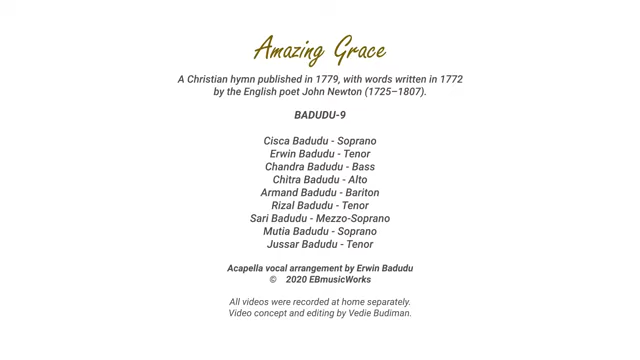 Amazing Grace
A Christian hymn published in 1779, with words written in 1772
by the English poet John Newton (1725–1807).
BADUDU-9
Cisca Badudu - Soprano
Erwin Badudu - Tenor
Chandra Badudu - Bass
Chitra Badudu - Alto
Armand Badudu - Bariton
Rizal Badudu - Tenor
Sari Badudu - Mezzo-Soprano
Mutia Badudu - Soprano
Jussar Badudu - Tenor
Acapella vocal arrangement by Erwin Badudu
© 2020 EBmusicWorks
All videos were recorded at home separately.
Video concept and editing by Vedie Budiman.